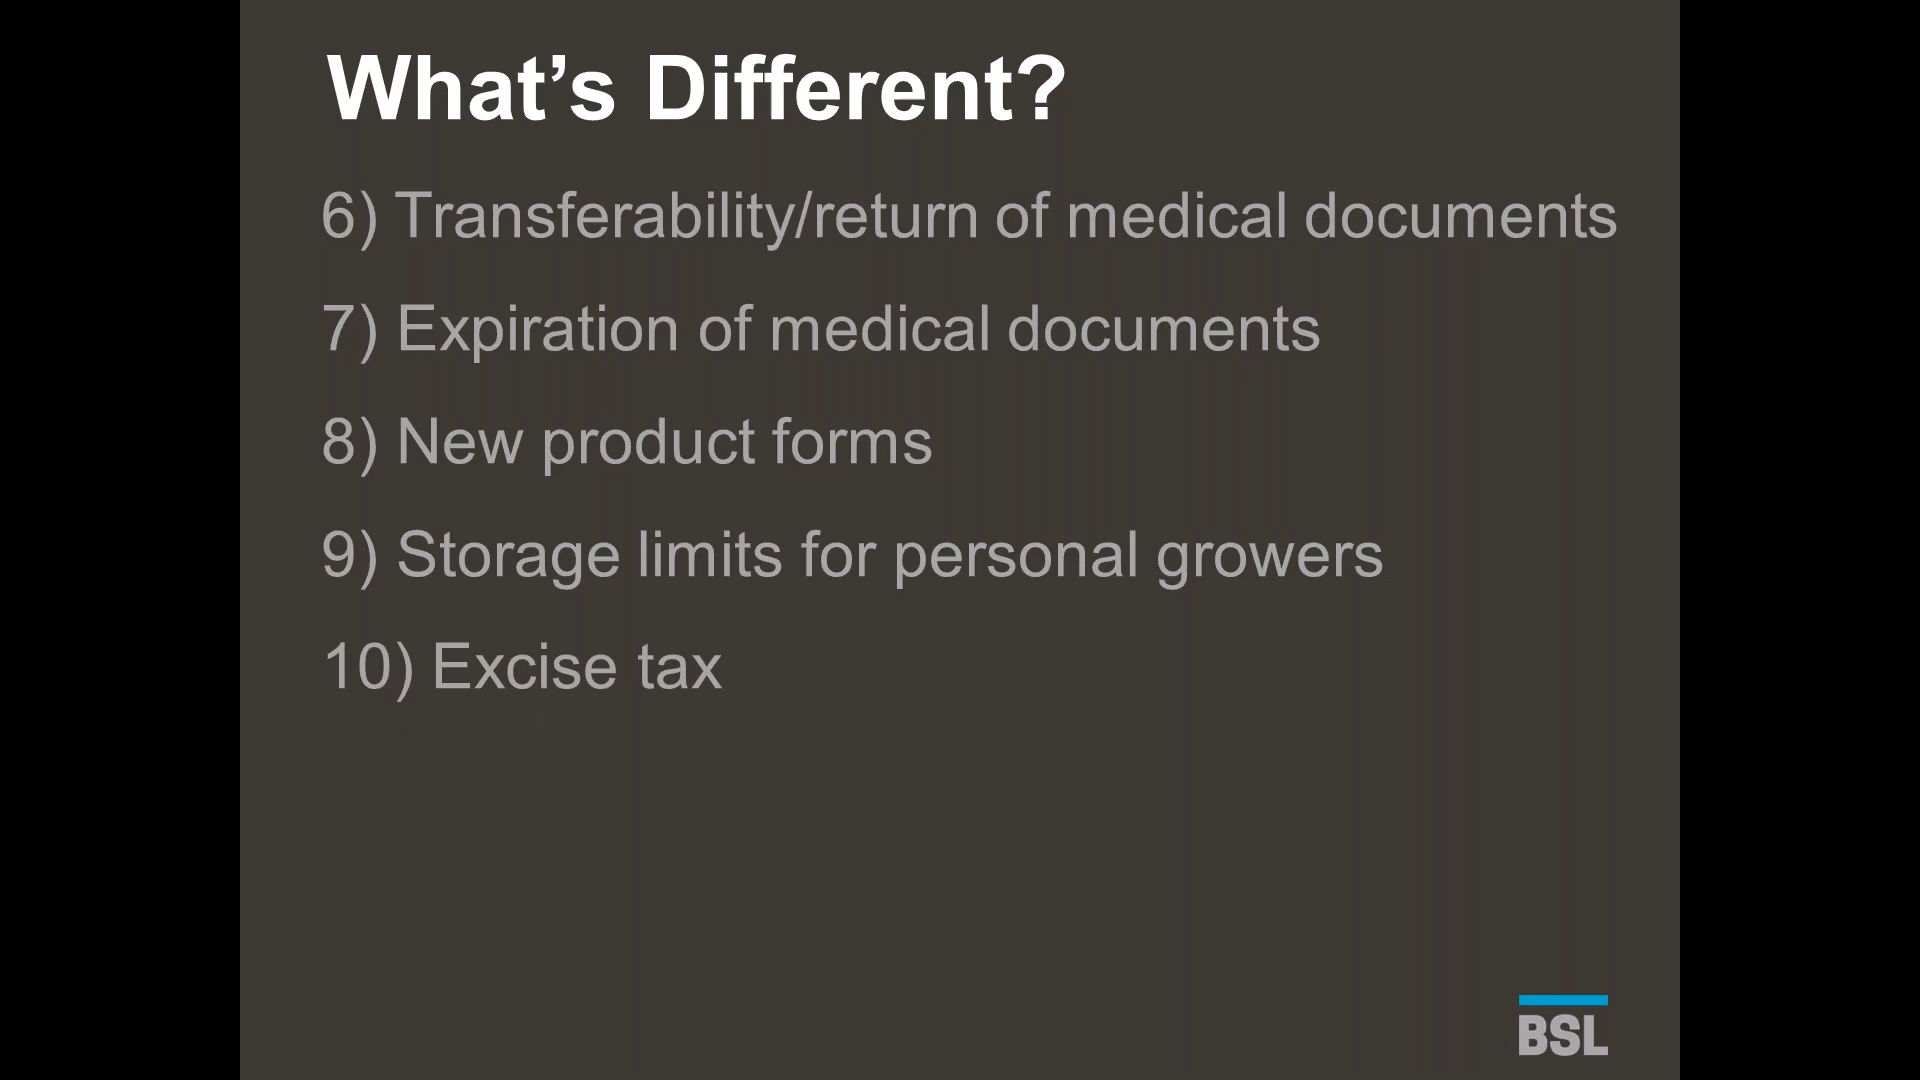 What’s Different?
6) Transferability/return of medical documents
7) Expiration of medical documents
8) New product forms
9) Storage limits for personal growers
10) Excise tax
BSL